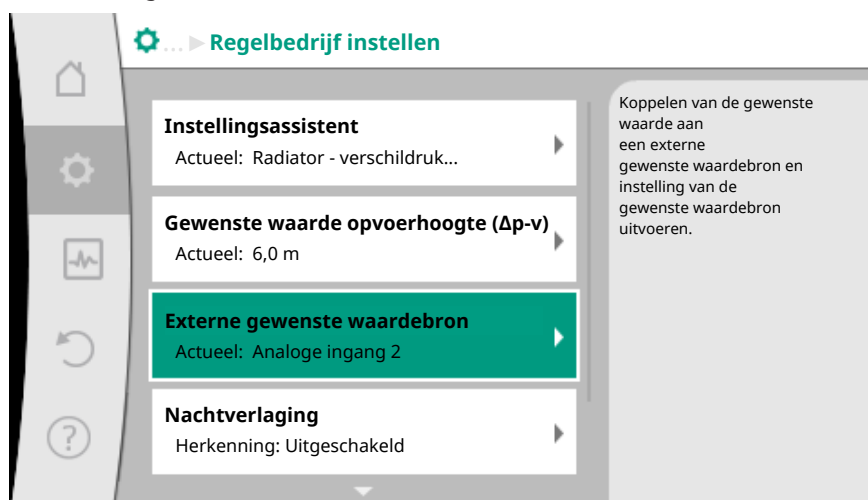 ... Regelbedrijf instellen
Instellingsassistent
Actueel: Radiator - verschildruk...
Gewenste waarde opvoerhoogte (Δp-v)
Actueel: 6,0 m
Externe gewenste waardebron
Actueel: Analoge ingang 2
Nachtverlaging
Herkenning: Uitgeschakeld
Koppelen van de gewenste
waarde aan
een externe
gewenste waardebron en
instelling van de
gewenste waardebron
uitvoeren.
?